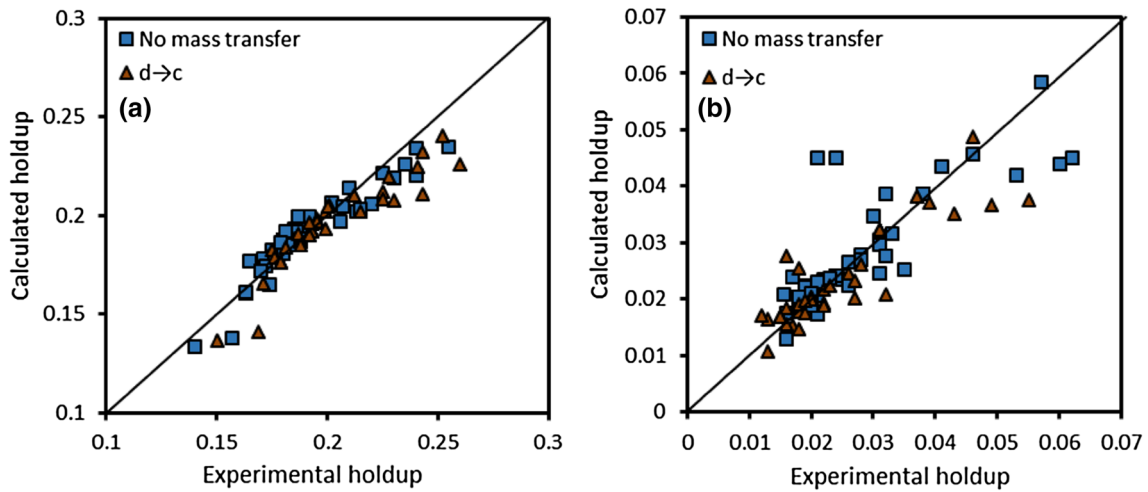 0.3
0.25
0.2
0.15
0.1
Calculated holdup
No mass transfer
d→c
(a)
0.1 0.15 0.2 0.25 0.3
Experimental holdup
0.07
0.06
0.05
0.04
0.03
0.02
0.01
0
Calculated holdup
No mass transfer
d→c
(b)
0 0.01 0.02 0.03 0.04 0.05 0.06 0.07
Experimental holdup